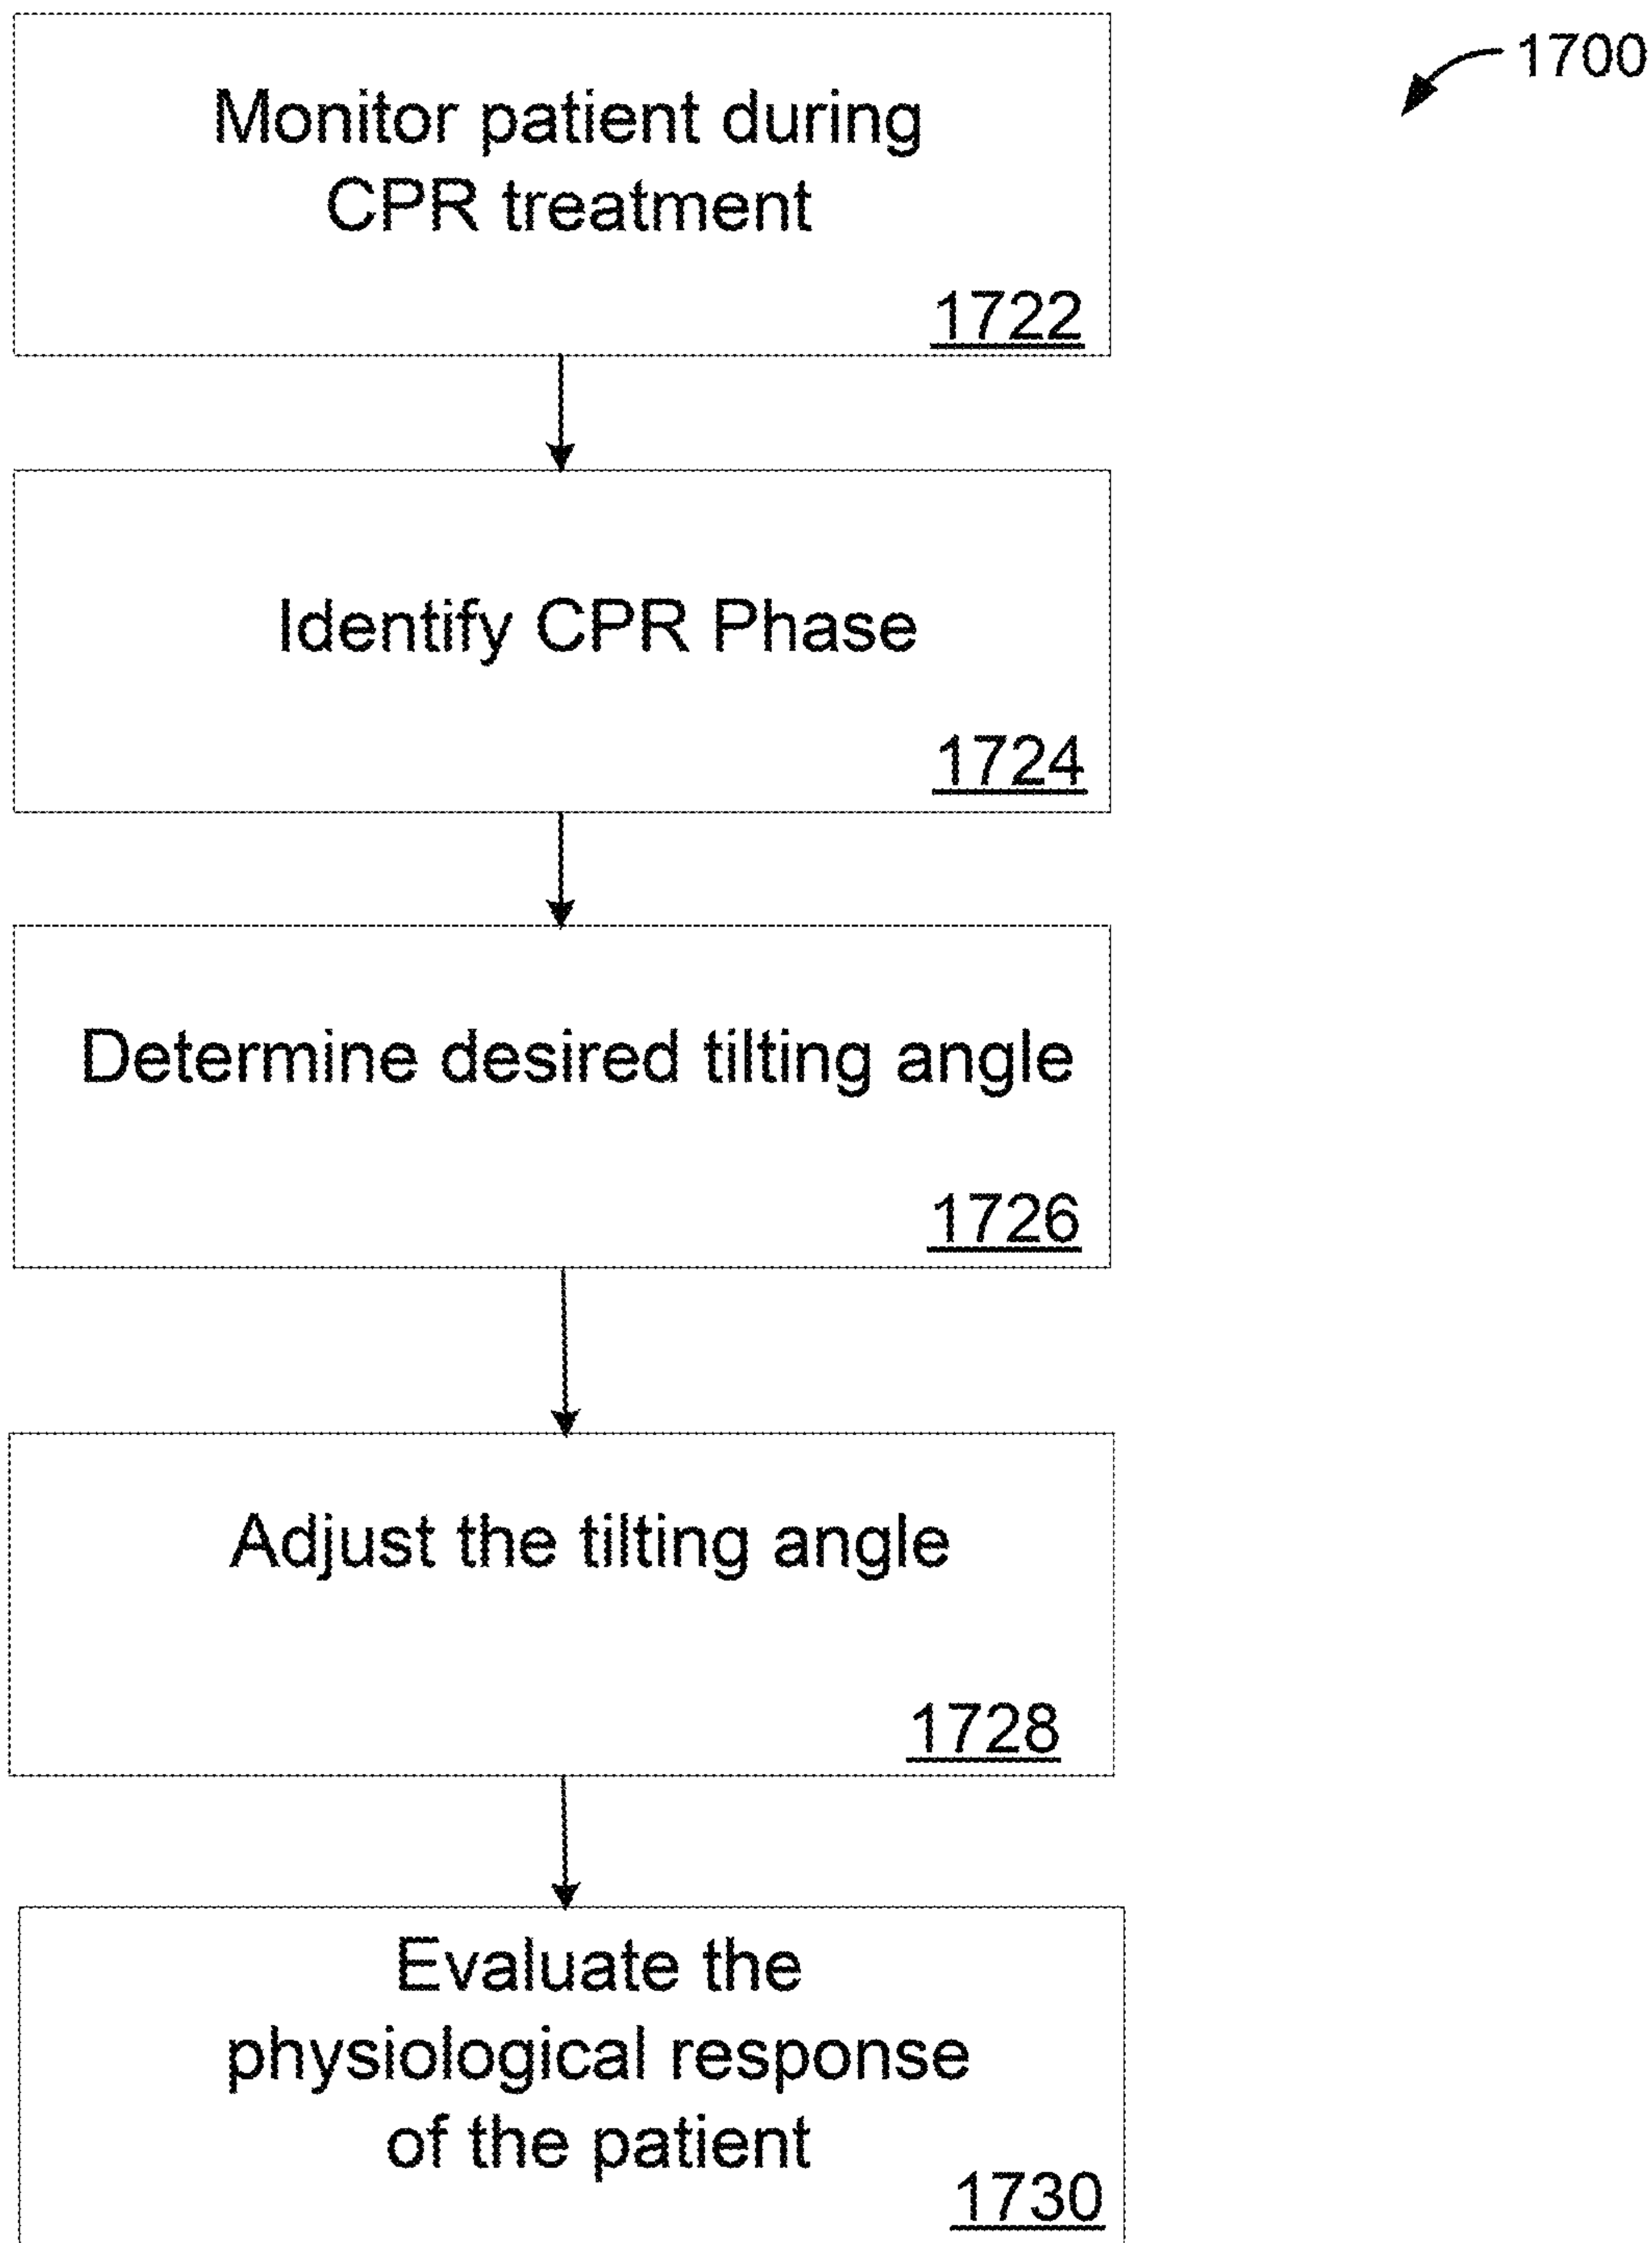 1700
Monitor patient during
CPR treatment
1722
Identify CPR Phase
1724
Determine desired tilting angle
1726
Adjust the tilting angle
1728
Evaluate the
physiological response
of the patient
1730